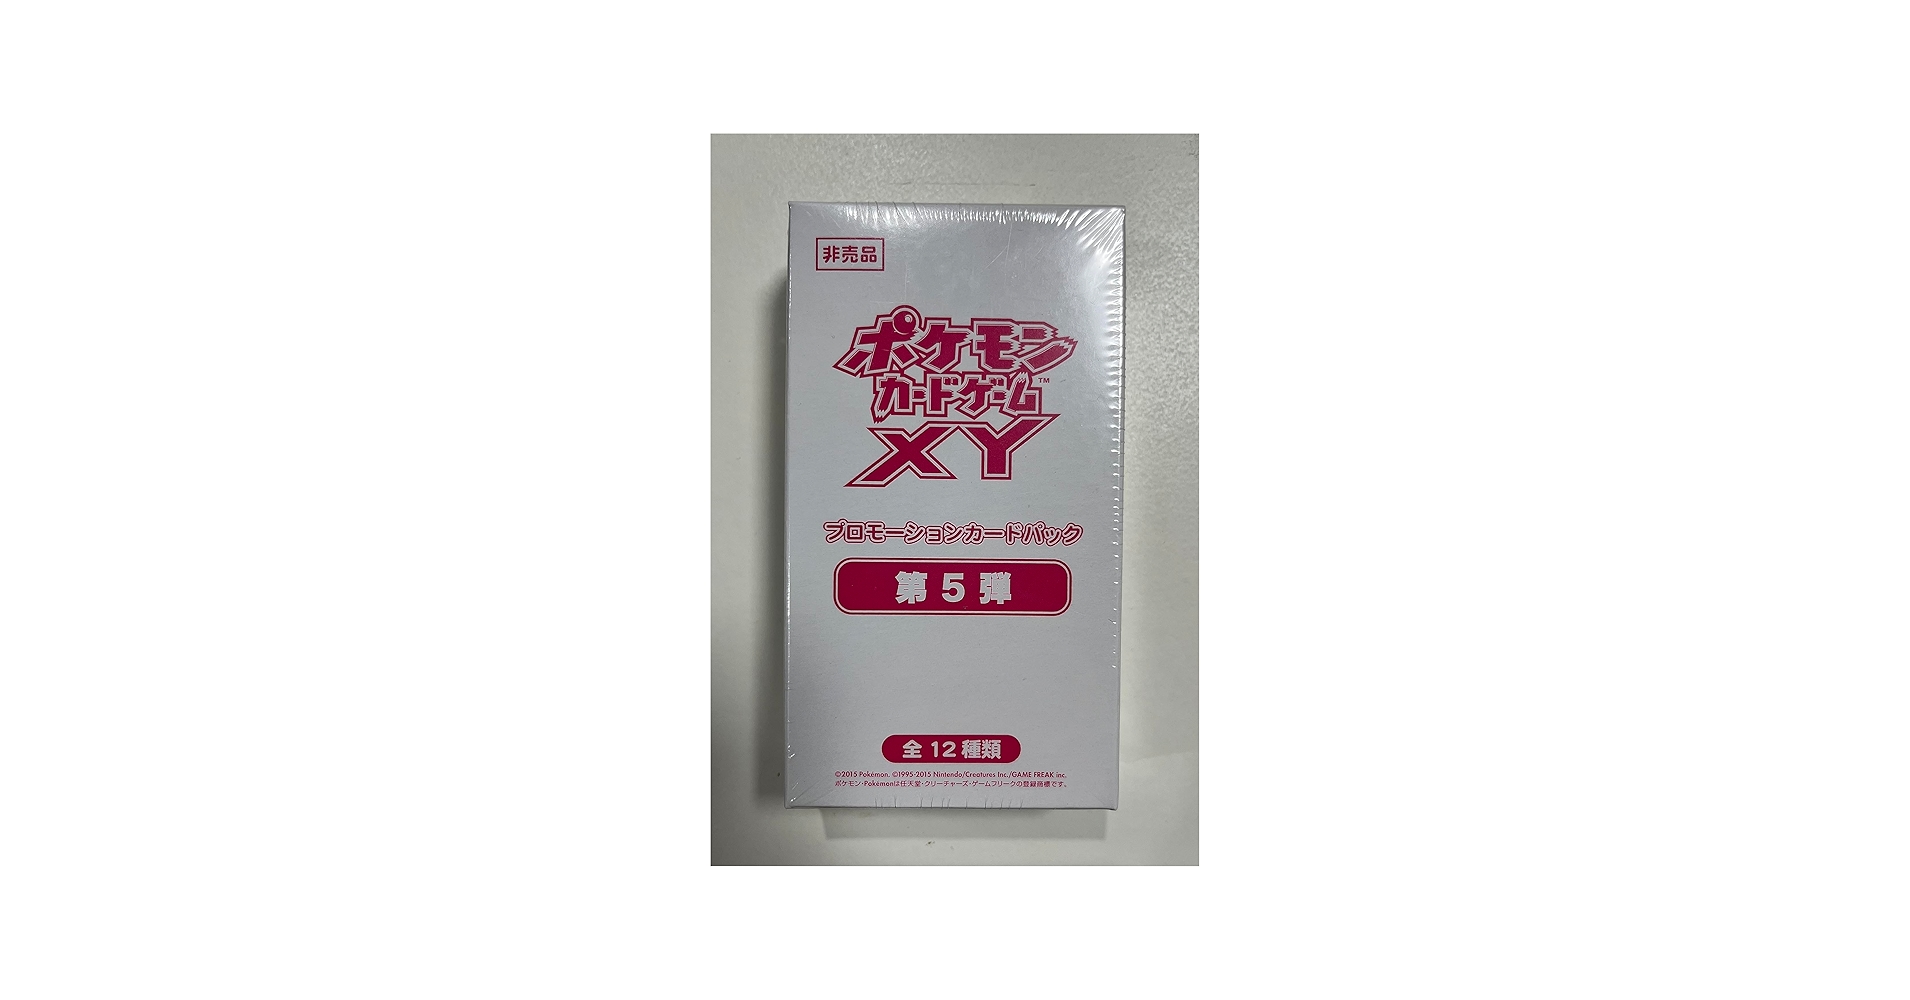 非売品
ポケモン
カードゲーム™
XY
プロモーションカードパック
第5弾
全12種類
©2015 Pokémon. ©1995-2015 Nintendo/Creatures Inc./GAME FREAK inc.
ポケモン・Pokémonは任天堂・クリーチャーズ・ゲームフリークの登録商標です。